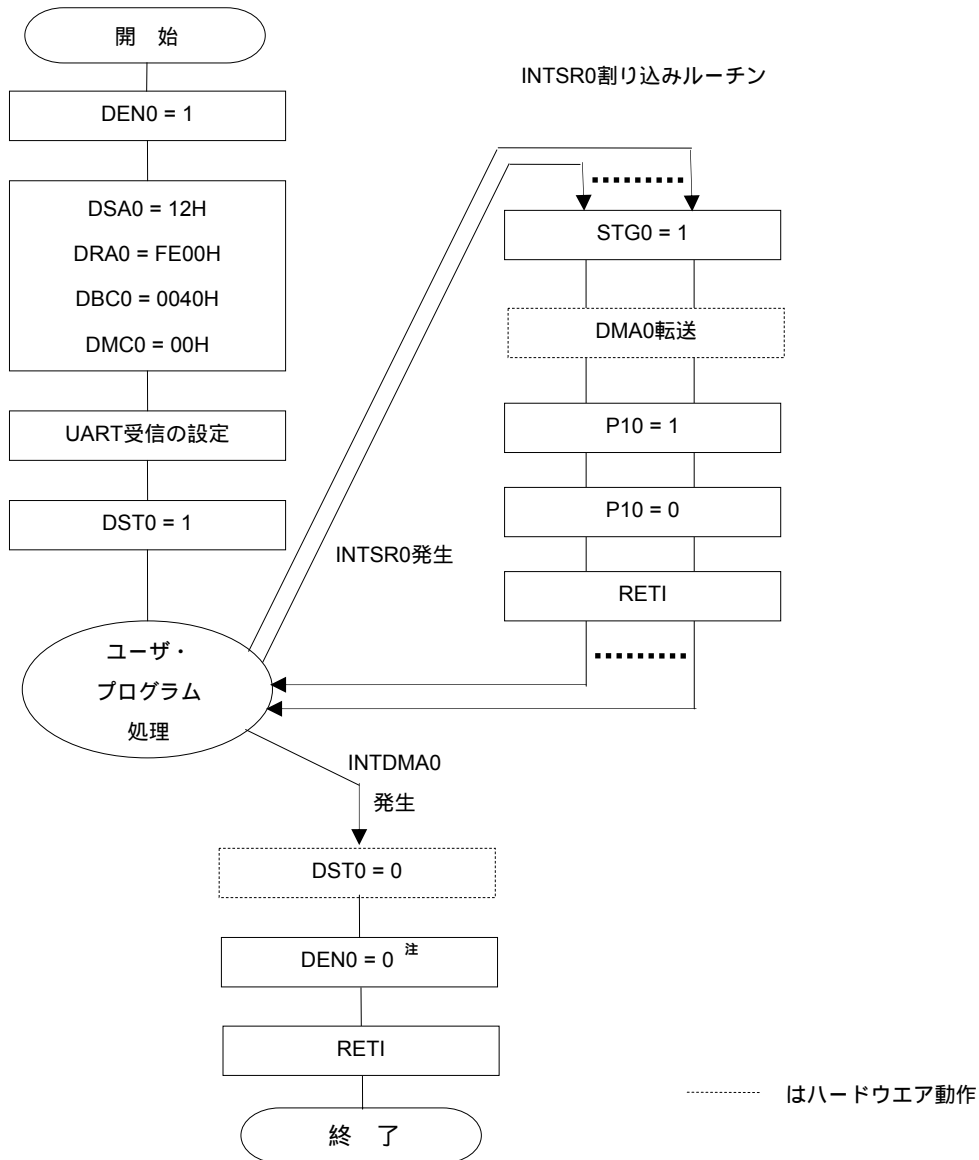 開 始
DEN0 = 1
DSA0 = 12H
DRA0 = FE00H
DBC0 = 0040H
DMC0 = 00H
UART受信の設定
DST0 = 1
ユーザ・
プログラム
処理
INTSR0発生
INTSR0割り込みルーチン
STG0 = 1
DMA0転送
P10 = 1
P10 = 0
RETI
INTDMA0
発生
DST0 = 0
DEN0 = 0 注
RETI
終 了
はハードウエア動作